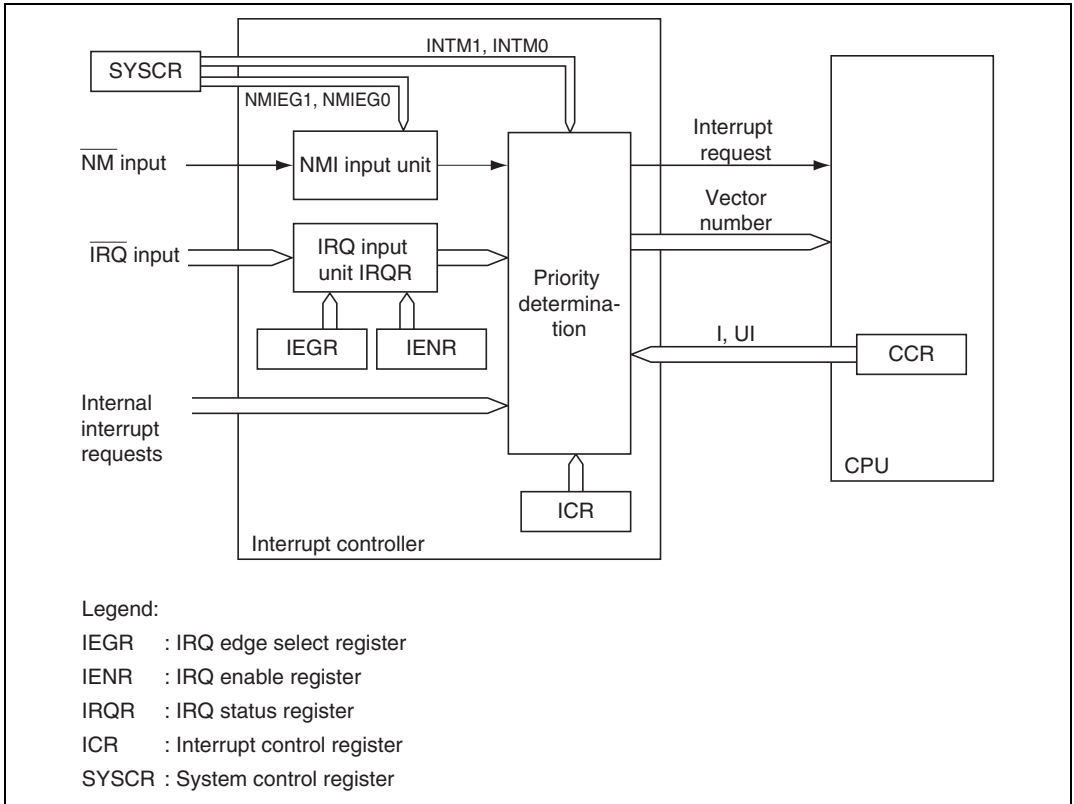 INTM1, INTM0
SYSCR
NMIEG1, NMIEG0
NM input
NMI input unit
Interrupt
request
Vector
number
IRQ input
IRQ input
unit IRQR
Priority
determina-
tion
IEGR
IENR
I, UI
CCR
Internal
interrupt
requests
CPU
ICR
Interrupt controller
Legend:
IEGR : IRQ edge select register
IENR : IRQ enable register
IRQR : IRQ status register
ICR : Interrupt control register
SYSCR : System control register